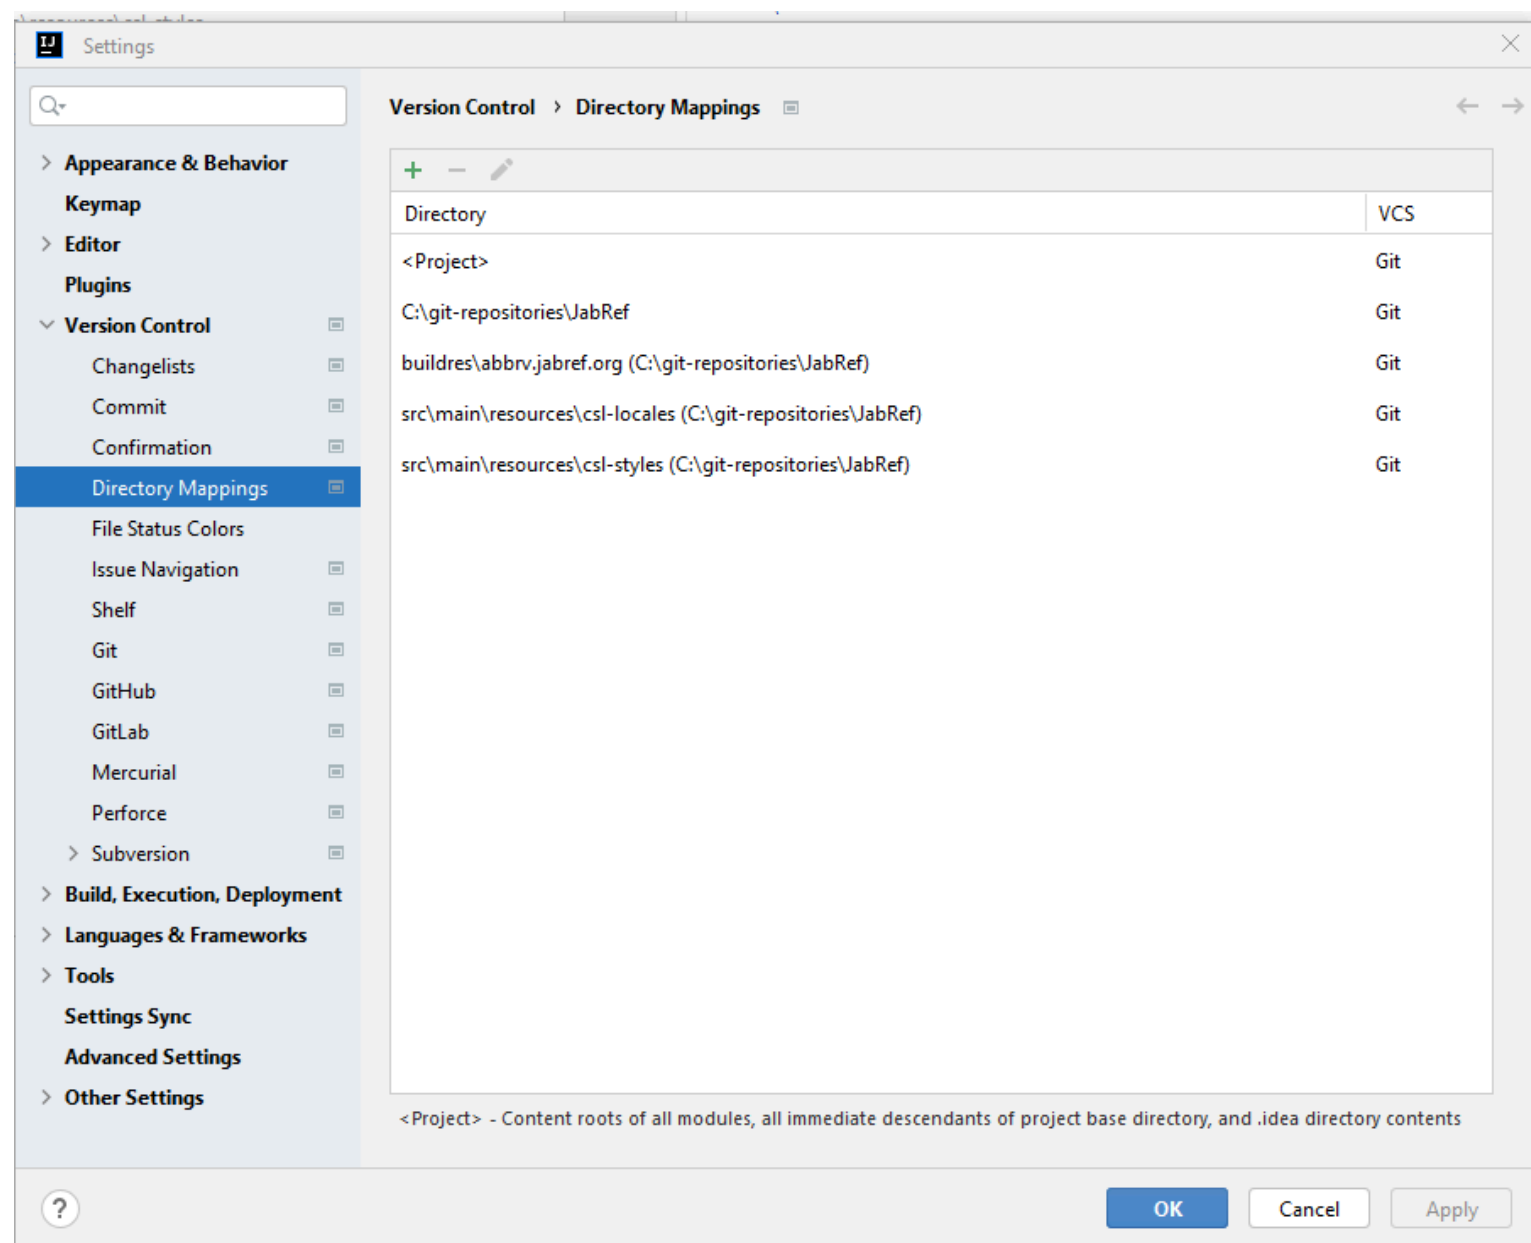 IJ
Settings
Version Control › Directory Mappings
Appearance & Behavior
Keymap
Editor
Plugins
Version Control
Changelists
Commit
Confirmation
Directory Mappings
File Status Colors
Issue Navigation
Shelf
Git
GitHub
GitLab
Mercurial
Perforce
Subversion
Build, Execution, Deployment
Languages & Frameworks
Tools
Settings Sync
Advanced Settings
Other Settings
Directory VCS
<Project> Git
C:\git-repositories\JabRef Git
buildres\abbrv.jabref.org (C:\git-repositories\JabRef) Git
src\main\resources\csl-locales (C:\git-repositories\JabRef) Git
src\main\resources\csl-styles (C:\git-repositories\JabRef) Git
<Project> - Content roots of all modules, all immediate descendants of project base directory, and .idea directory contents
?
OK Cancel Apply